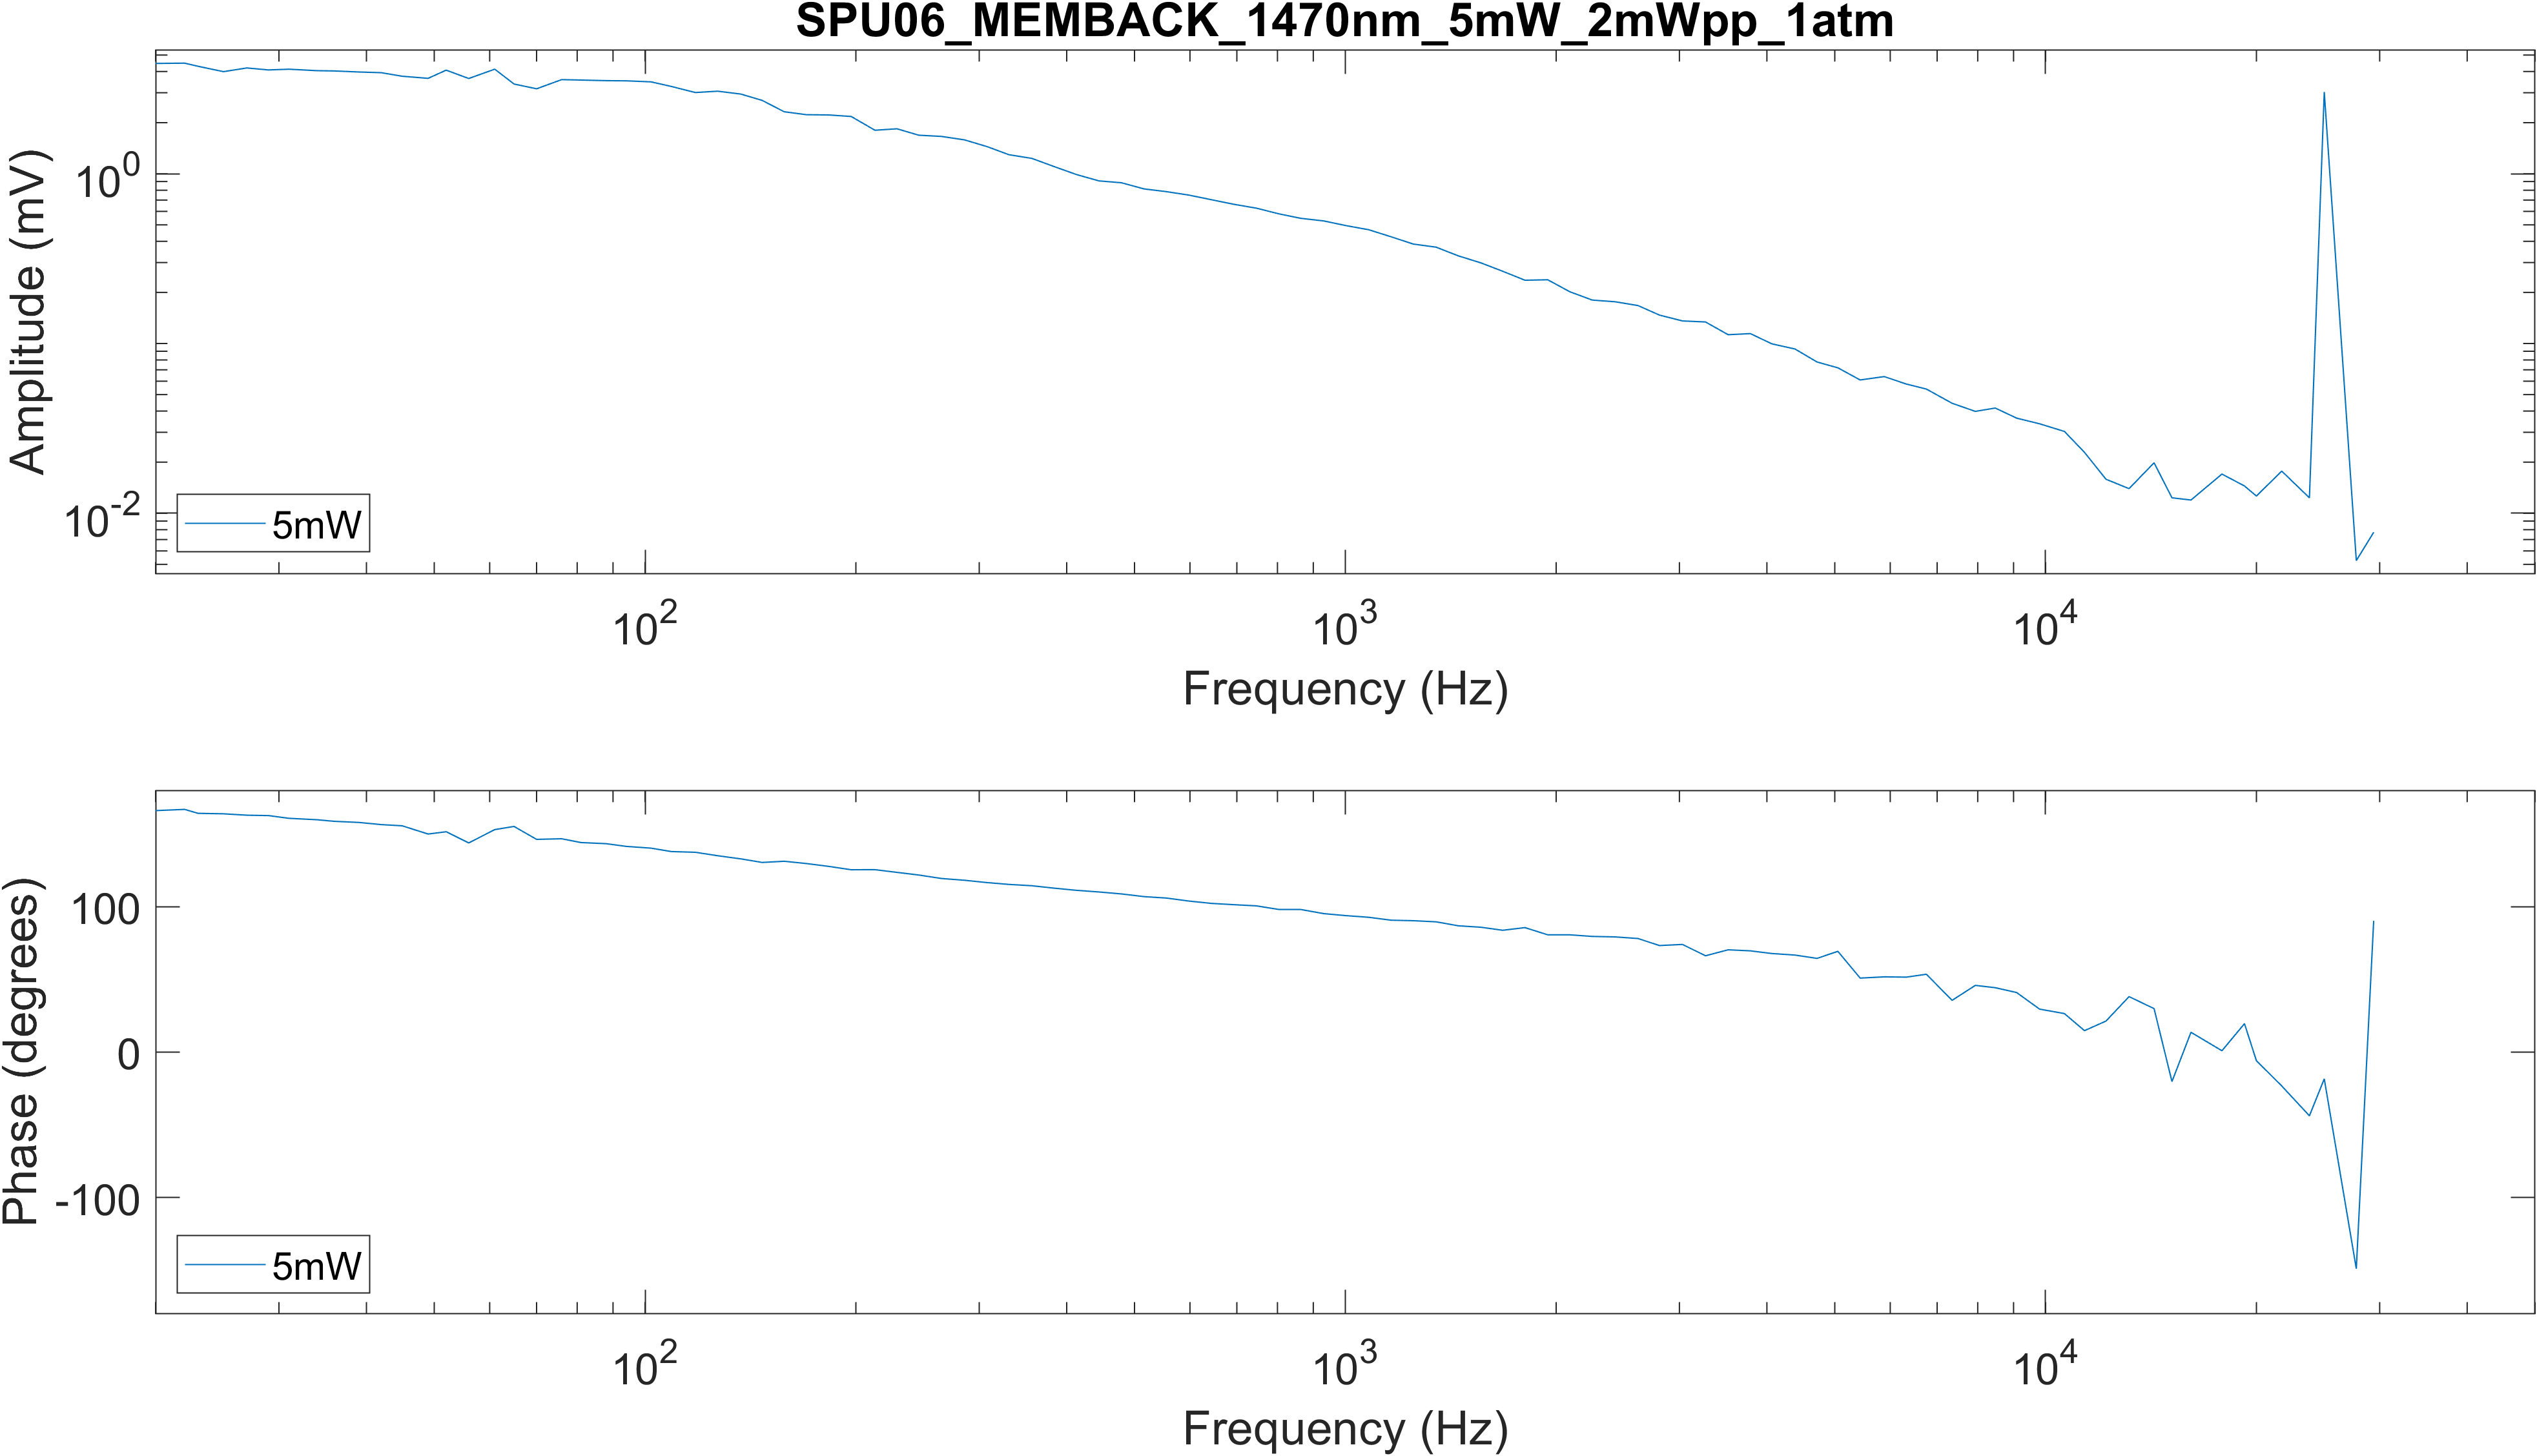 SPU06_MEMBACK_1470nm_5mW_2mWpp_1atm
Amplitude (mV)
10^0
10^-2
5mW
10^2
10^3
10^4
Frequency (Hz)
Phase (degrees)
100
0
-100
5mW
10^2
10^3
10^4
Frequency (Hz)